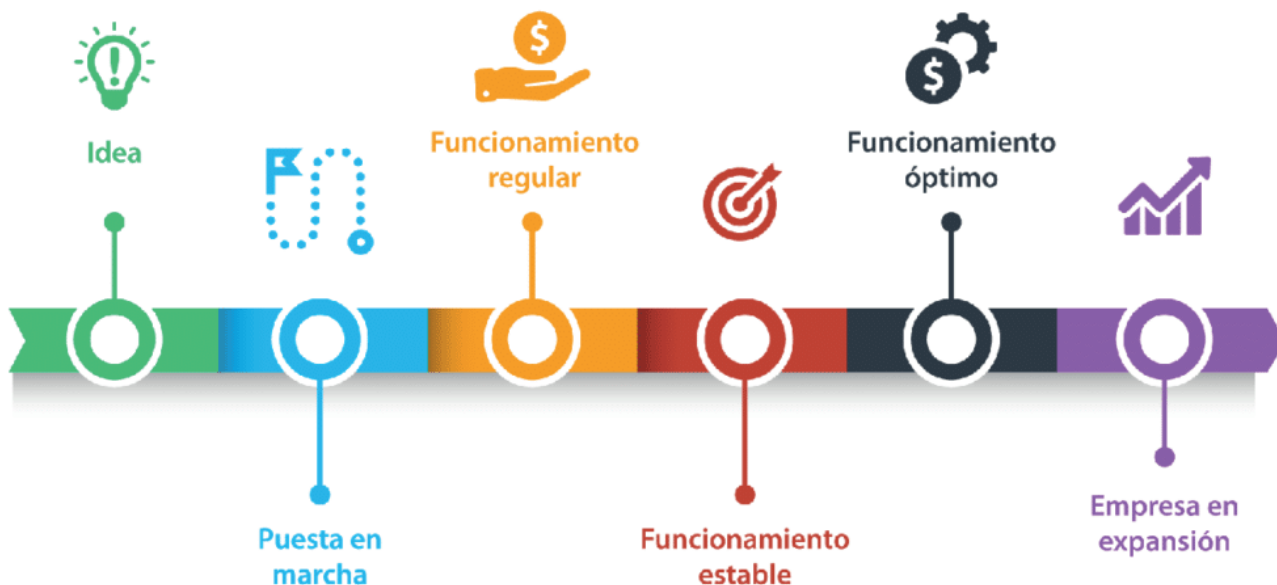 Idea
Puesta en
marcha
$
Funcionamiento
regular
Funcionamiento
estable
$
Funcionamiento
óptimo
Empresa en
expansión